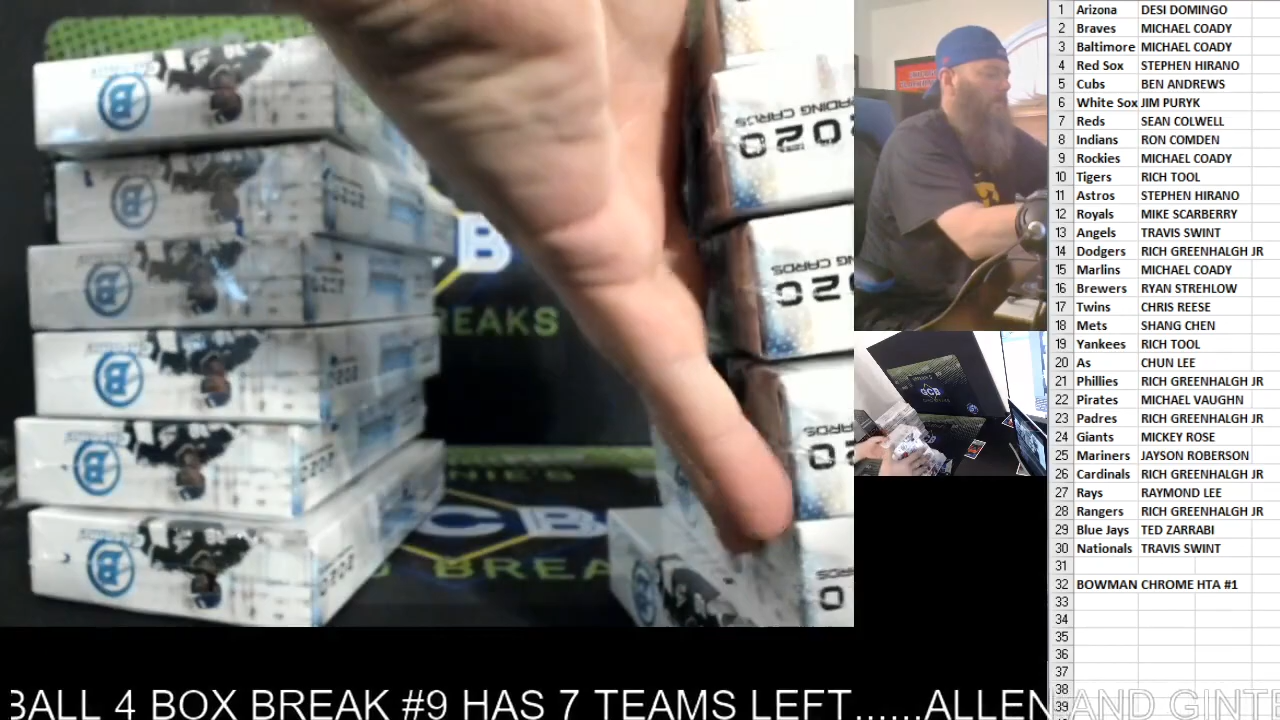 1 Arizona DESI DOMINGO
2 Braves MICHAEL COADY
3 Baltimore MICHAEL COADY
4 Red Sox STEPHEN HIRANO
5 Cubs BEN ANDREWS
6 White Sox JIM PURYK
7 Reds SEAN COLWELL
8 Indians RON COMDEN
9 Rockies MICHAEL COADY
10 Tigers RICH TOOL
11 Astros STEPHEN HIRANO
12 Royals MIKE SCARBERRY
13 Angels TRAVIS SWINT
14 Dodgers RICH GREENHALGH JR
15 Marlins MICHAEL COADY
16 Brewers RYAN STREHLOW
17 Twins CHRIS REESE
18 Mets SHANG CHEN
19 Yankees RICH TOOL
20 As CHUN LEE
21 Phillies RICH GREENHALGH JR
22 Pirates MICHAEL VAUGHN
23 Padres RICH GREENHALGH JR
24 Giants MICKEY ROSE
25 Mariners JAYSON ROBERSON
26 Cardinals RICH GREENHALGH JR
27 Rays RAYMOND LEE
28 Rangers RICH GREENHALGH JR
29 Blue Jays TED ZARRABI
30 Nationals TRAVIS SWINT
31
32 BOWMAN CHROME HTA #1
33
34
35
36
37
38
39
2020
TRADING CARDS
2020
CARDS
B
REAKS
CB
BREA
GCB
BALL 4 BOX BREAK #9 HAS 7 TEAMS LEFT......ALLEN AND GINTE